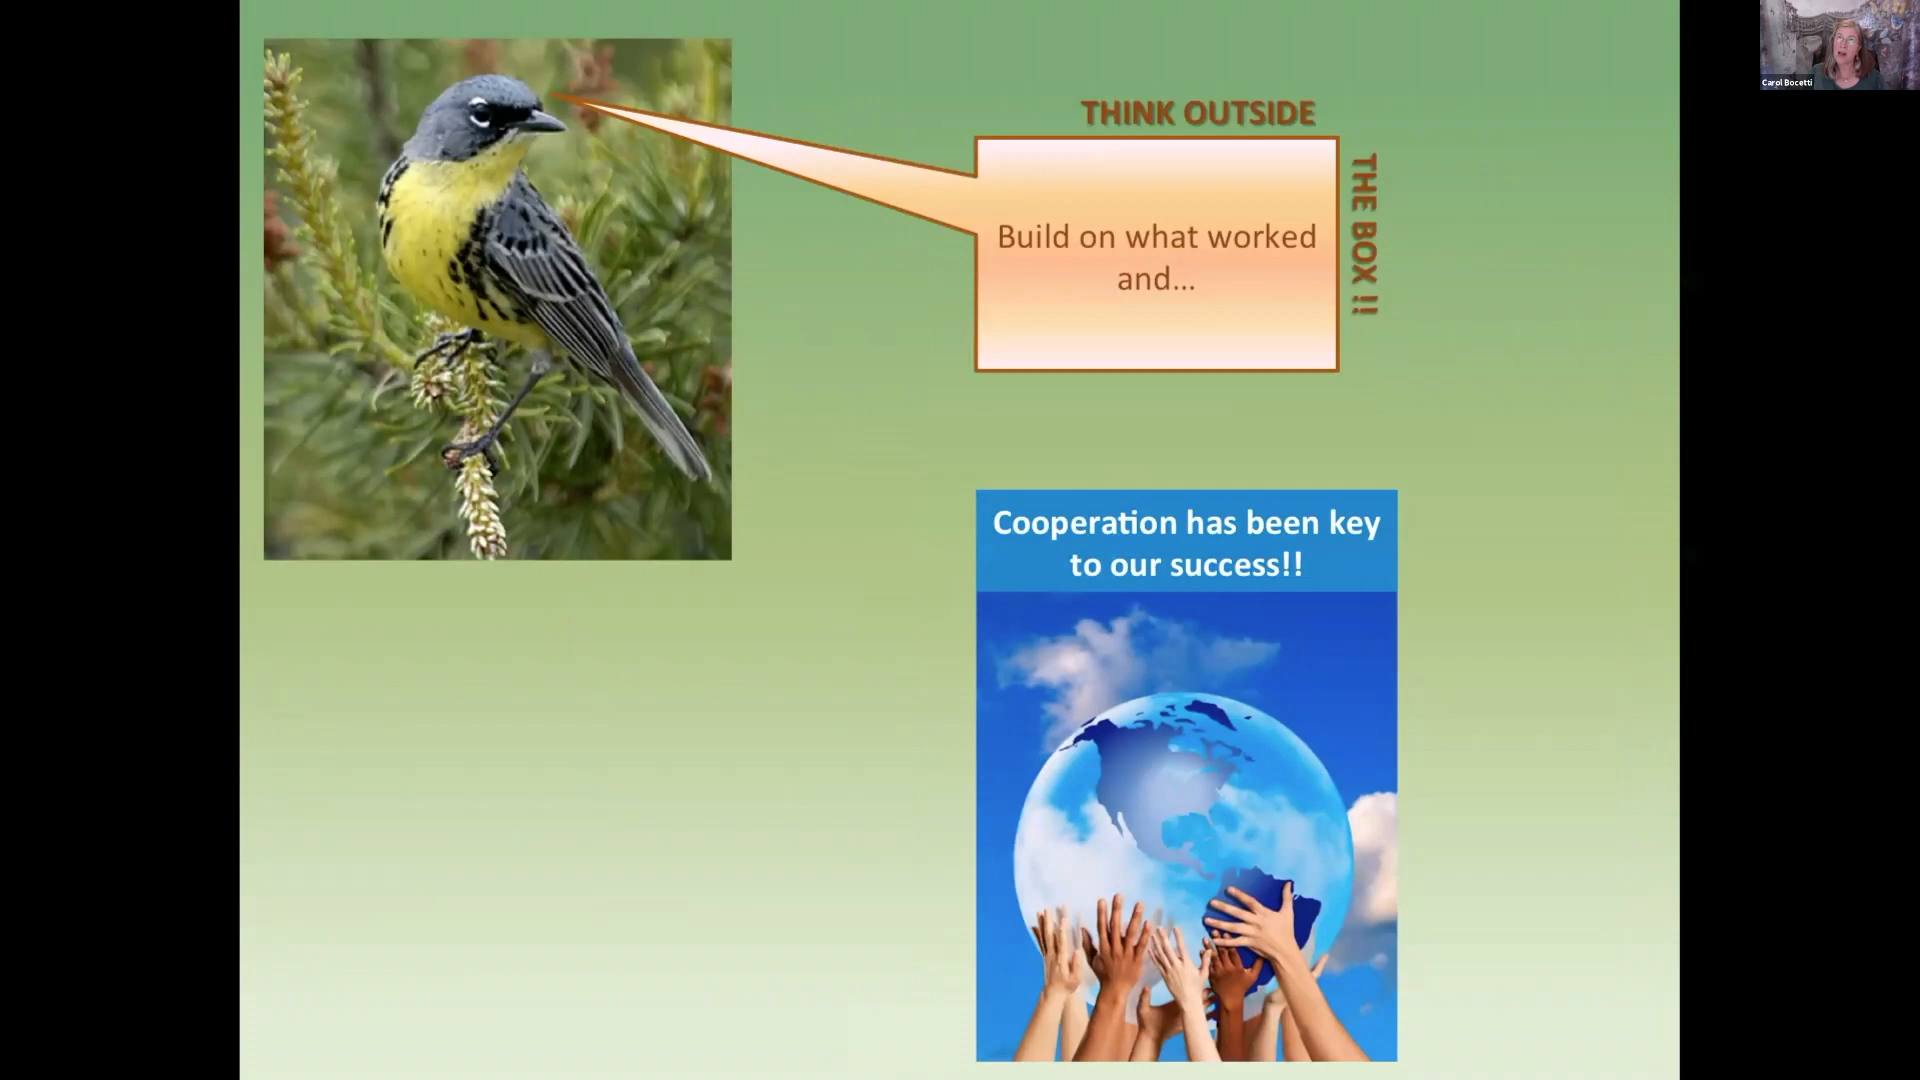 THINK OUTSIDE
THE BOX !!
Build on what worked
and...
Cooperation has been key
to our success!!
Carol Bocetti